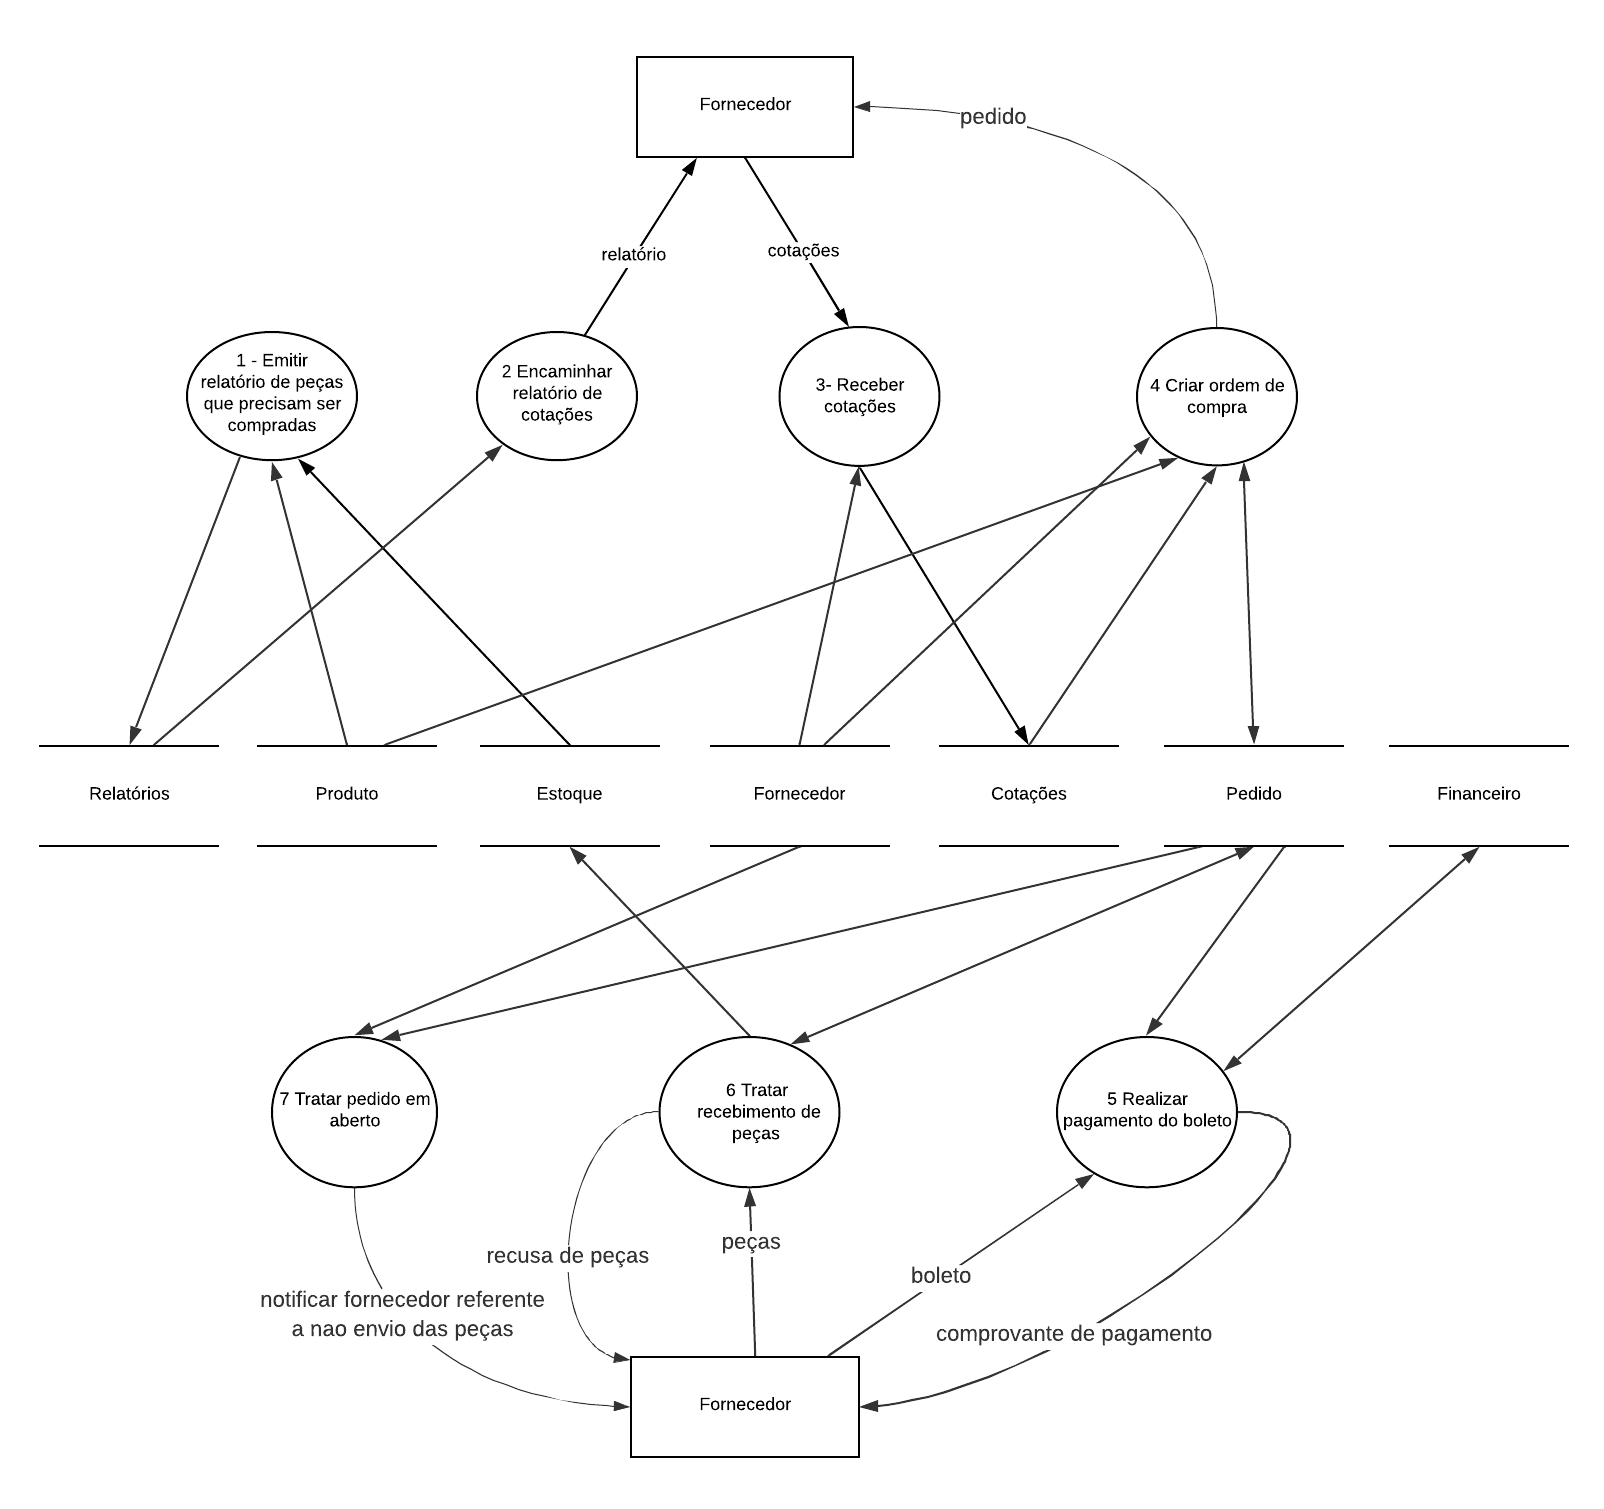 Fornecedor
pedido
relatório
cotações
1 - Emitir
relatório de peças
que precisam ser
compradas
2 Encaminhar
relatório de
cotações
3- Receber
cotações
4 Criar ordem de
compra
Relatórios
Produto
Estoque
Fornecedor
Cotações
Pedido
Financeiro
7 Tratar pedido em
aberto
6 Tratar
recebimento de
peças
5 Realizar
pagamento do boleto
recusa de peças
peças
boleto
notificar fornecedor referente
a nao envio das peças
comprovante de pagamento
Fornecedor